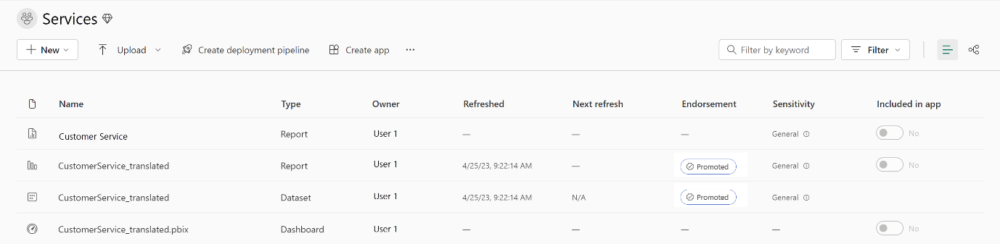 Services
New Upload Create deployment pipeline Create app ... Filter by keyword Filter
Name Type Owner Refreshed Next refresh Endorsement Sensitivity Included in app
Customer Service Report User 1 — — — General No
CustomerService_translated Report User 1 4/25/23, 9:22:14 AM — Promoted General No
CustomerService_translated Dataset User 1 4/25/23, 9:22:14 AM N/A Promoted General
CustomerService_translated.pbix Dashboard User 1 — — — — No